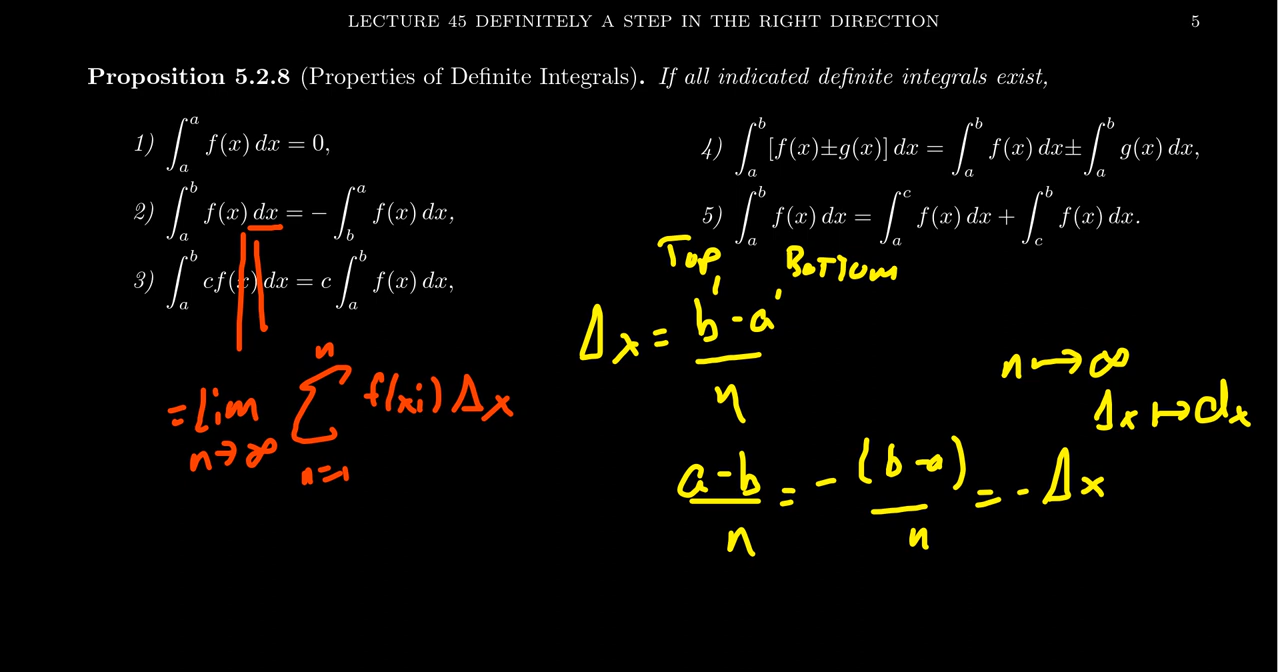 LECTURE 45 DEFINITELY A STEP IN THE RIGHT DIRECTION 5
Proposition 5.2.8 (Properties of Definite Integrals). If all indicated definite integrals exist,
1) ∫_a^a f(x) dx = 0,
2) ∫_a^b f(x) dx = − ∫_b^a f(x) dx,
3) ∫_a^b cf(x) dx = c ∫_a^b f(x) dx,
4) ∫_a^b [f(x)±g(x)] dx = ∫_a^b f(x) dx± ∫_a^b g(x) dx,
5) ∫_a^b f(x) dx = ∫_a^c f(x) dx + ∫_c^b f(x) dx.
= lim_{n→∞} Σ_{n=1}^n f(xi) Δx
Top Bottom
Δx = (b - a)/n
n → ∞
Δx ↦ dx
(a - b)/n = -(b - a)/n = - Δx